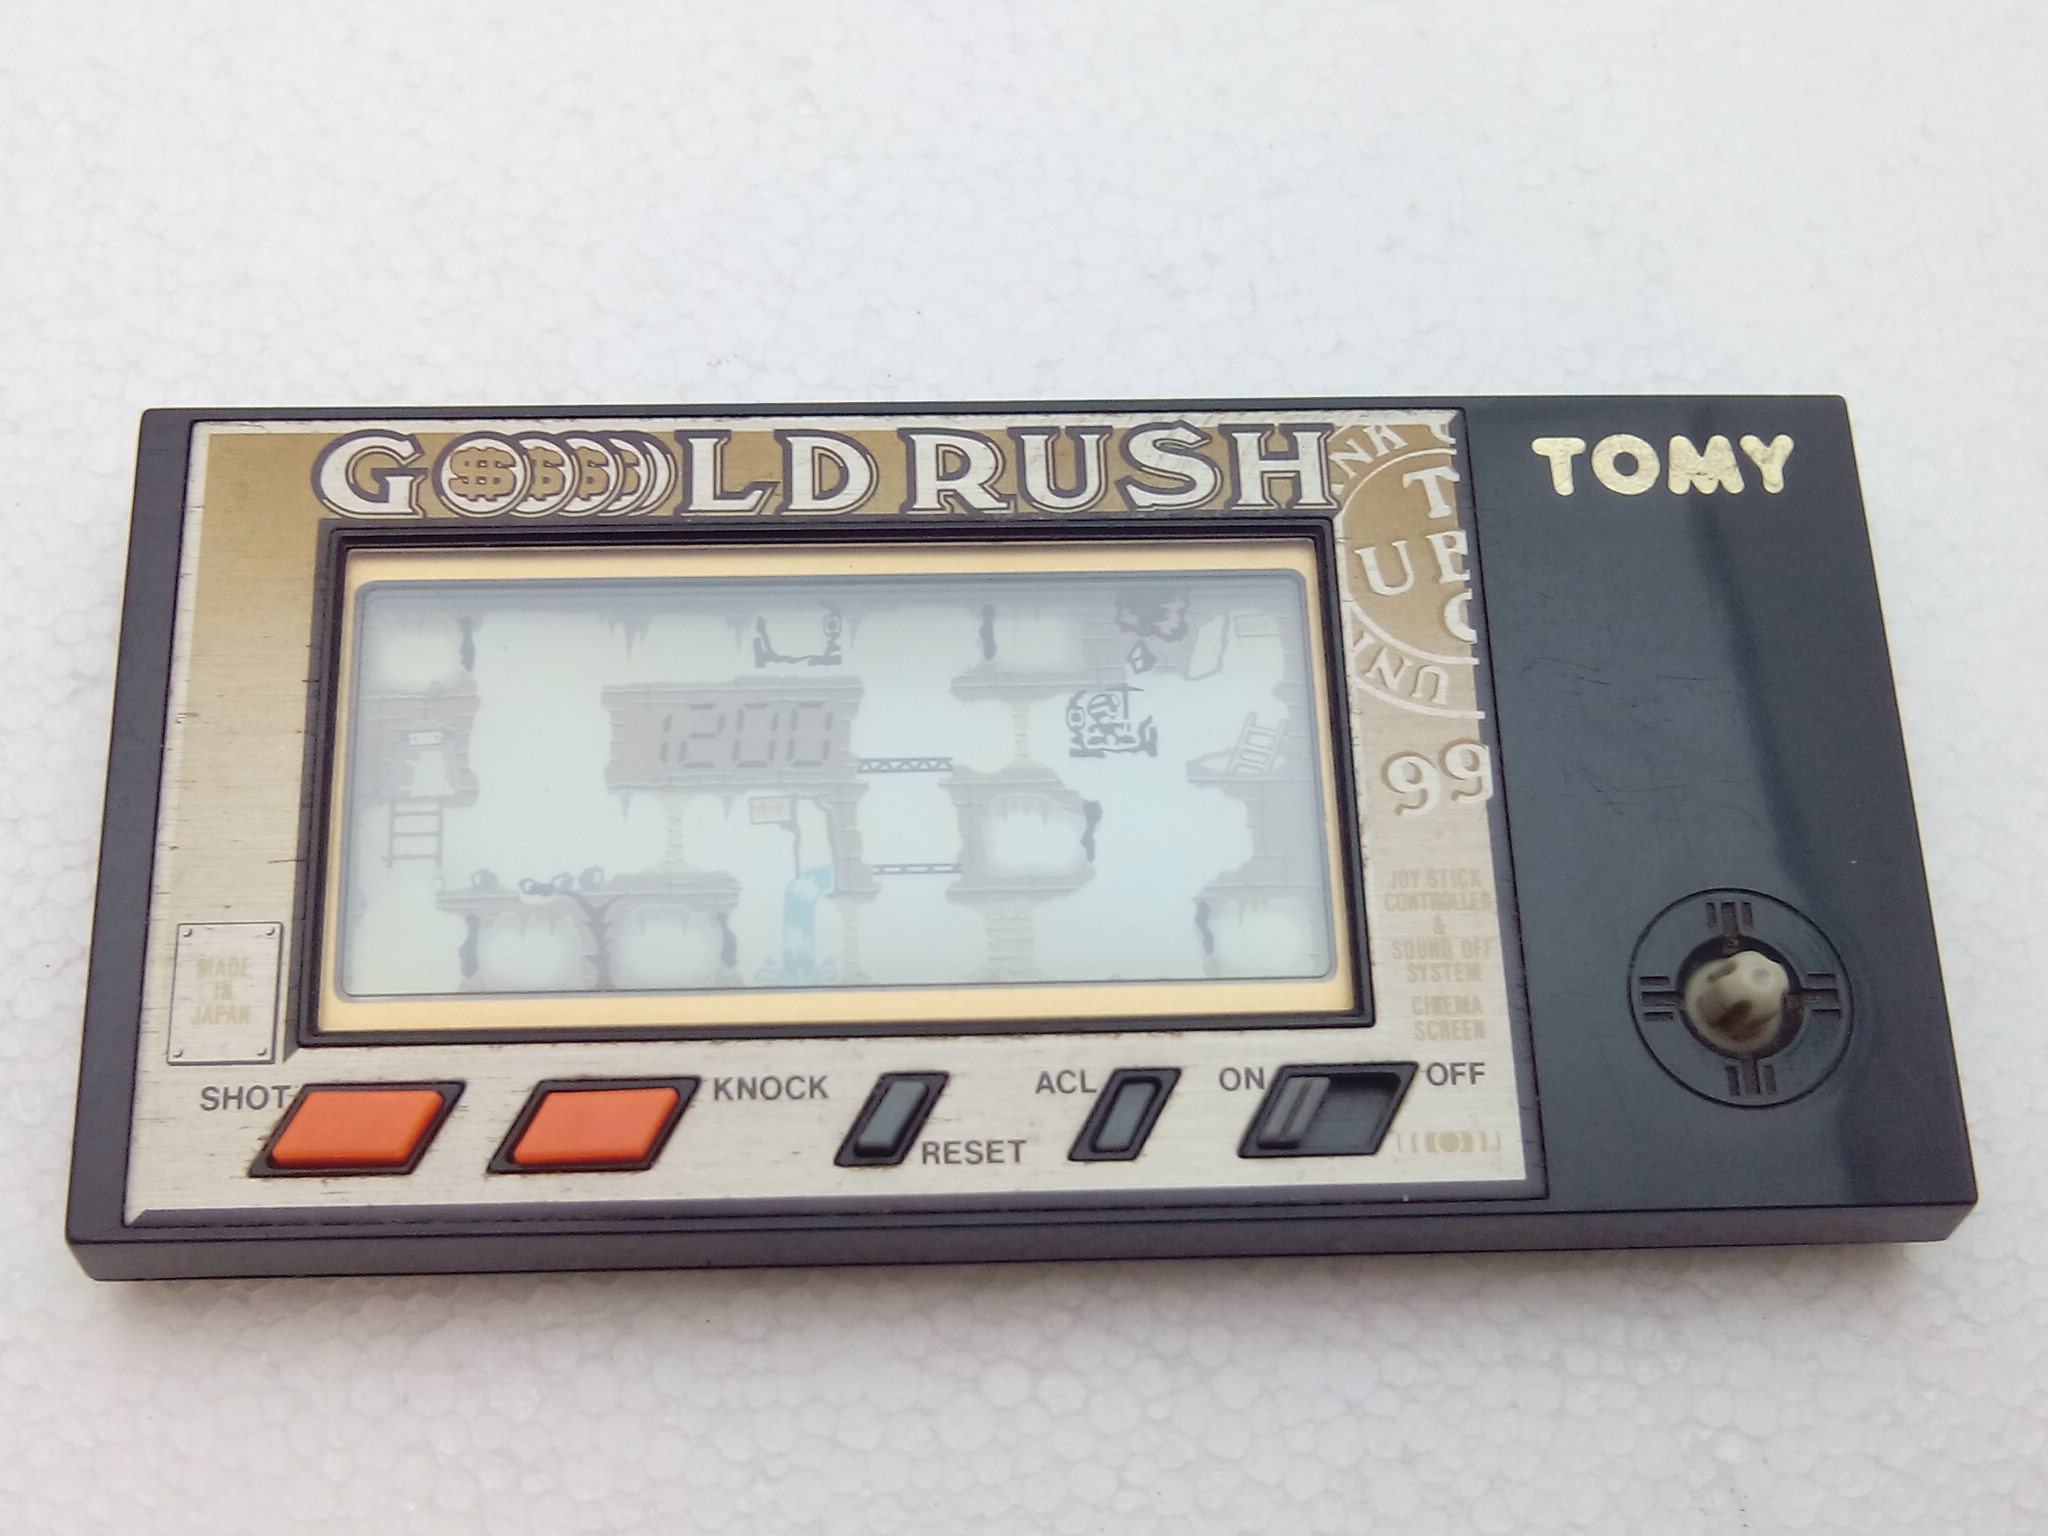 GOLD RUSH
TOMY
1200
99
JOY STICK
CONTROLLER
&
SOUND OFF
SYSTEM
CINEMA
SCREEN
MADE
IN
JAPAN
SHOT
KNOCK
RESET
ACL
ON
OFF